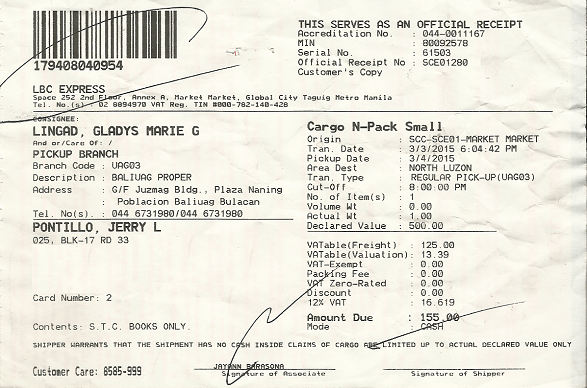 THIS SERVES AS AN OFFICIAL RECEIPT
Accreditation No. : 044-0011167
MIN : 80092578
Serial No. : 61503
Official Receipt No : SCE01280
Customer's Copy
179408040954
LBC EXPRESS
Space 252 2nd Floor, Annex A, Market Market, Global City Taguig Metro Manila
Tel. No.(s) : 02 8894970 VAT Reg. TIN #000-782-140-428
CONSIGNEE:
LINGAD, GLADYS MARIE G
And or/Care Of: /
PICKUP BRANCH
Branch Code : UAG03
Description : BALIUAG PROPER
Address : G/F Juzmag Bldg., Plaza Naning
: Poblacion Baliuag Bulacan
Tel. No(s). : 044 6731980/044 6731980
PONTILLO, JERRY L
025, BLK-17 RD 33
Card Number: 2
Contents: S.T.C. BOOKS ONLY.
Cargo N-Pack Small
Origin : SCC-SCE01-MARKET MARKET
Tran. Date : 3/3/2015 6:04:42 PM
Pickup Date : 3/4/2015
Area Dest : NORTH LUZON
Tran. Type : REGULAR PICK-UP(UAG03)
Cut-Off : 8:00:00 PM
No. of Item(s) : 1
Volume Wt : 0.00
Actual Wt : 1.00
Declared Value : 500.00
VATable(Freight) : 125.00
VATable(Valuation): 13.39
VAT-Exempt : 0.00
Packing Fee : 0.00
VAT Zero-Rated : 0.00
Discount : 0.00
12% VAT : 16.619
Amount Due : 155.00
Mode : CASH
SHIPPER WARRANTS THAT THE SHIPMENT HAS NO CASH INSIDE CLAIMS OF CARGO ARE LIMITED UP TO ACTUAL DECLARED VALUE ONLY
Customer Care: 8585-999
JAYANN BARASONA
Signature of Associate
Signature of Shipper